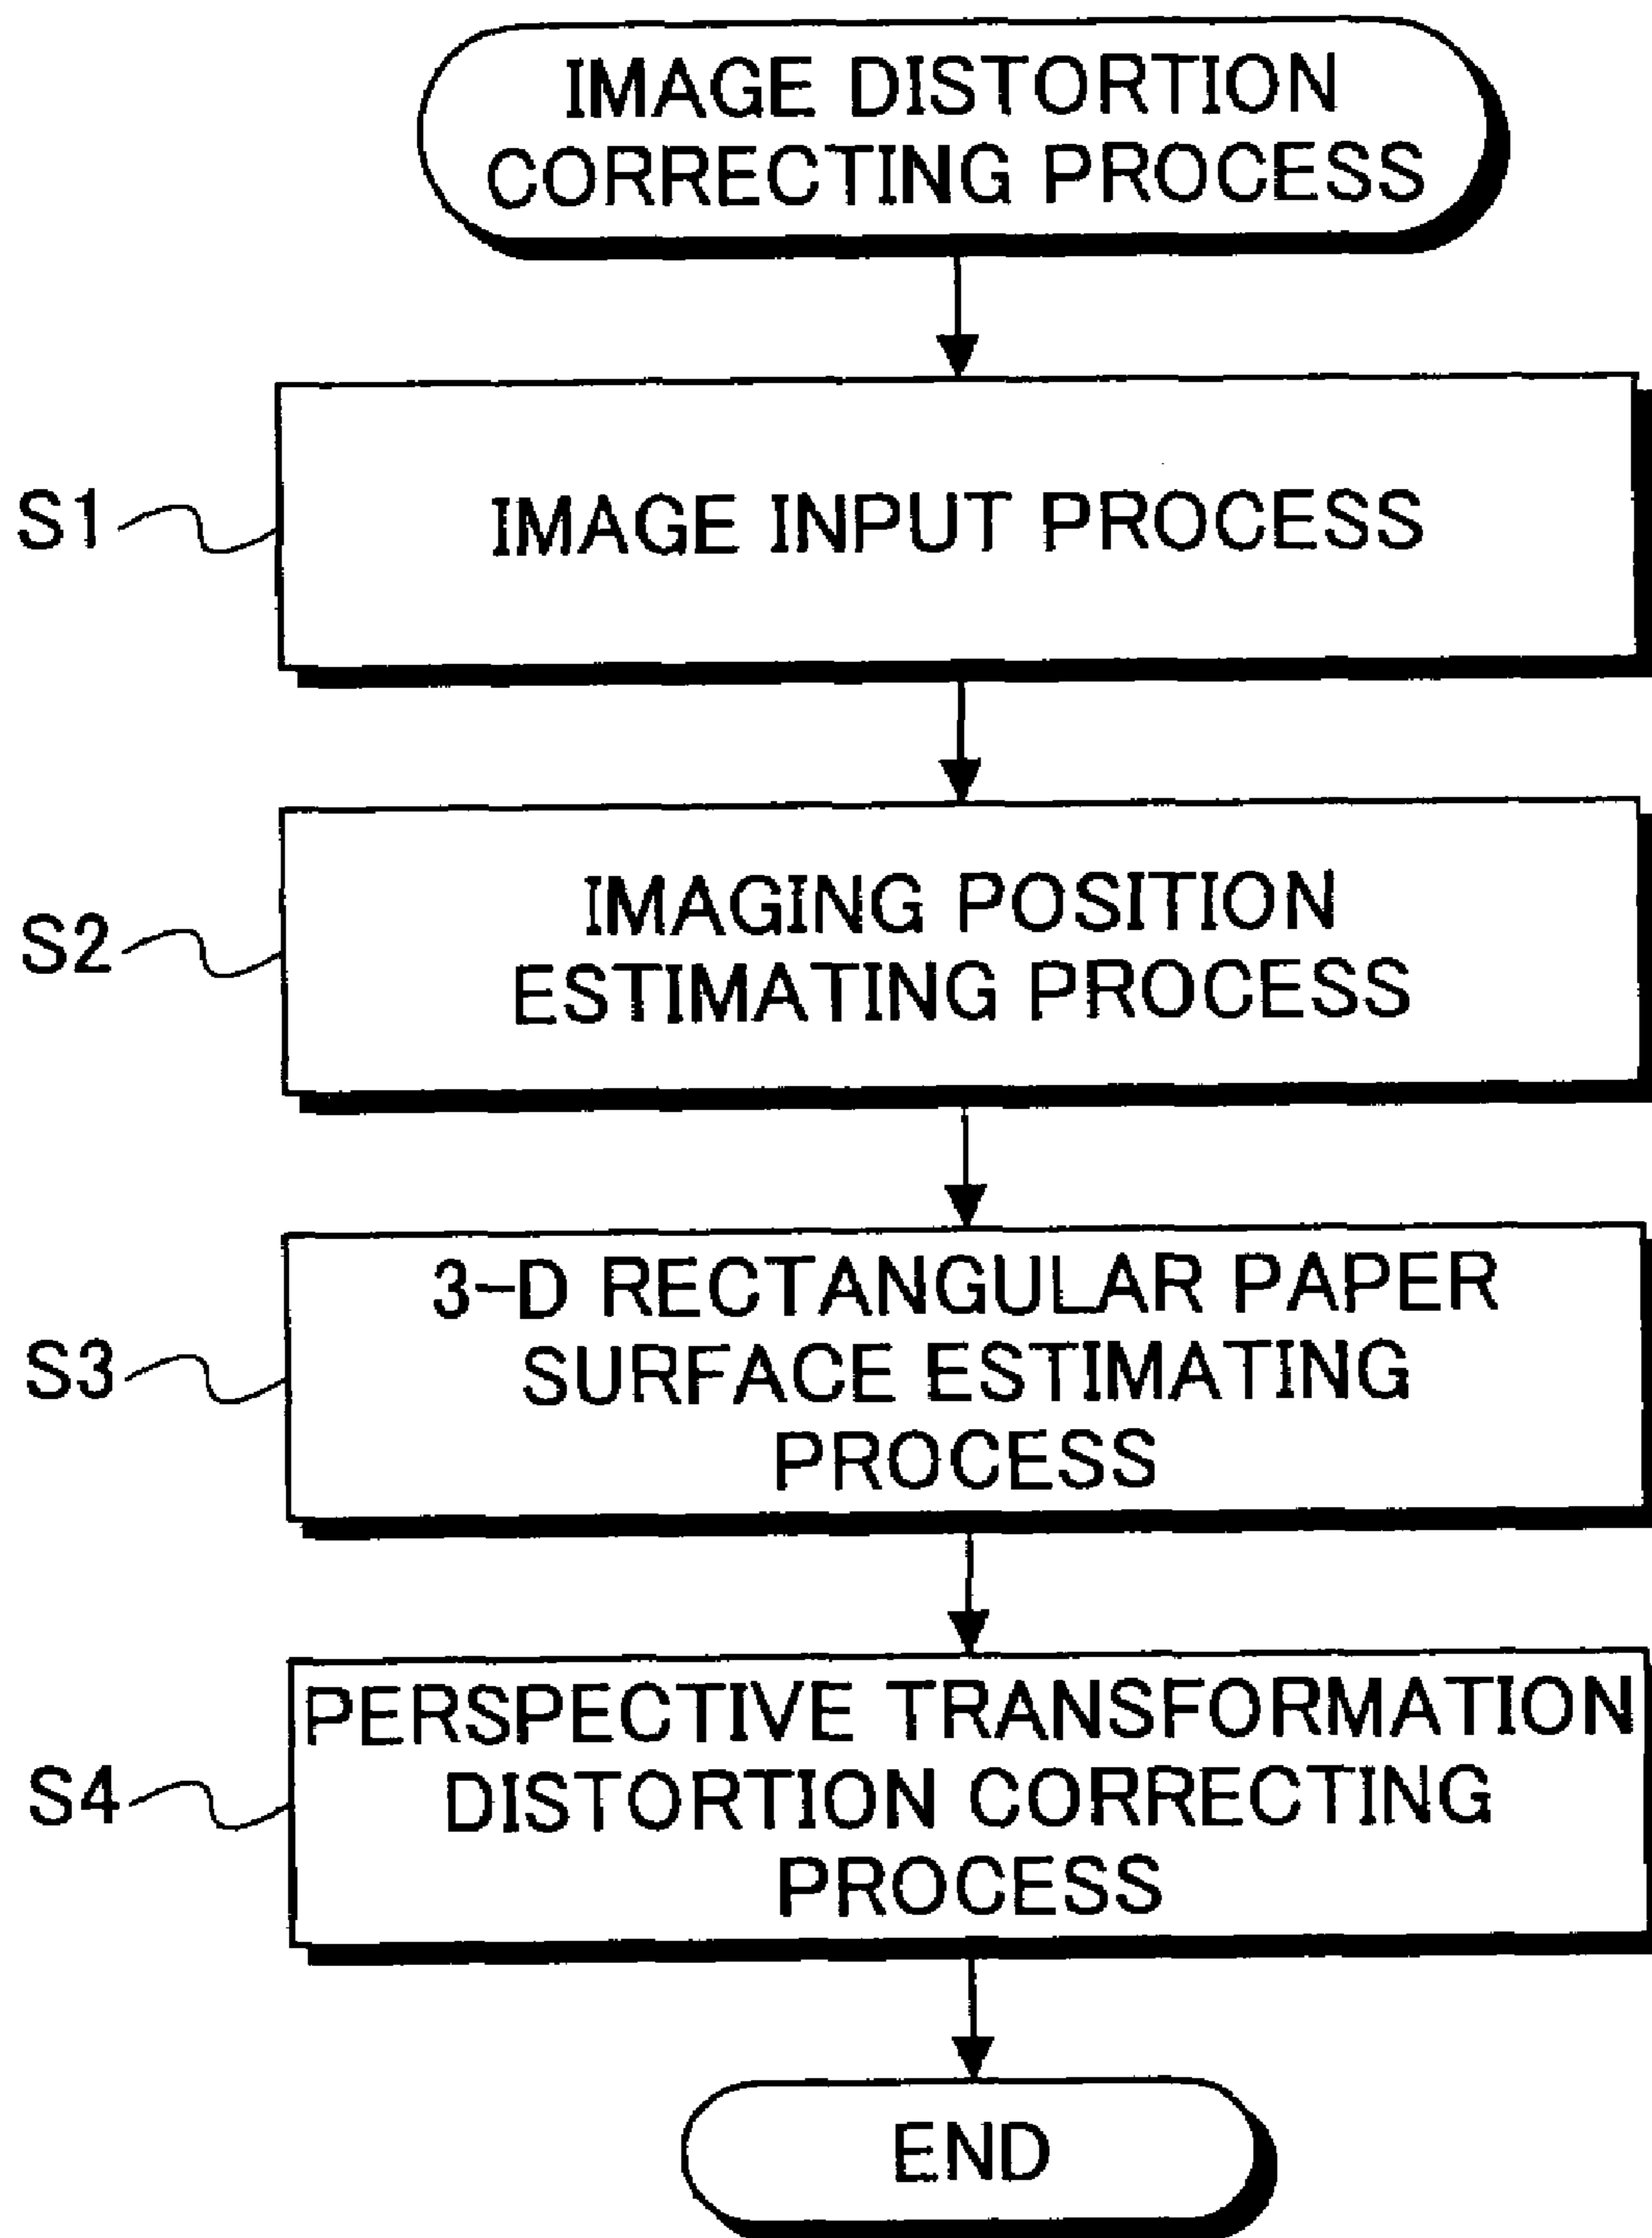 IMAGE DISTORTION
CORRECTING PROCESS
S1
IMAGE INPUT PROCESS
S2
IMAGING POSITION
ESTIMATING PROCESS
S3
3-D RECTANGULAR PAPER
SURFACE ESTIMATING
PROCESS
S4
PERSPECTIVE TRANSFORMATION
DISTORTION CORRECTING
PROCESS
END